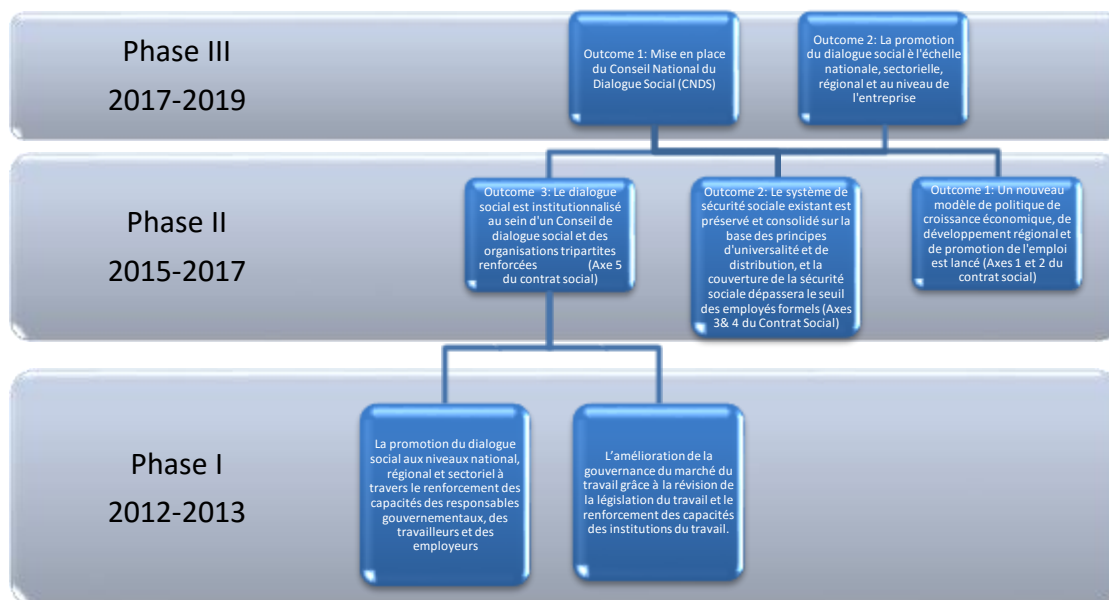 Phase III
2017-2019
Outcome 1: Mise en place
du Conseil National du
Dialogue Social (CNDS)
Outcome 2: La promotion
du dialogue social è l'échelle
nationale, sectorielle,
régional et au niveau de
l'entreprise
Phase II
2015-2017
Outcome 3: Le dialogue
social est institutionnalisé
au sein d'un Conseil de
dialogue social et des
organisations tripartites
renforcées (Axe 5
du contrat social)
Outcome 2: Le système de
sécurité sociale existant est
préservé et consolidé sur la
base des principes
d'universalité et de
distribution, et la
couverture de la sécurité
sociale dépassera le seuil
des employés formels (Axes
3& 4 du Contrat Social)
Outcome 1: Un nouveau
modèle de politique de
croissance économique, de
développement régional et
de promotion de l'emploi
est lancé (Axes 1 et 2 du
contrat social)
Phase I
2012-2013
La promotion du dialogue
social aux niveaux national,
régional et sectoriel à
travers le renforcement des
capacités des responsables
gouvernementaux, des
travailleurs et des
employeurs
L'amélioration de la
gouvernance du marché du
travail grâce à la révision de
la législation du travail et le
renforcement des capacités
des institutions du travail.